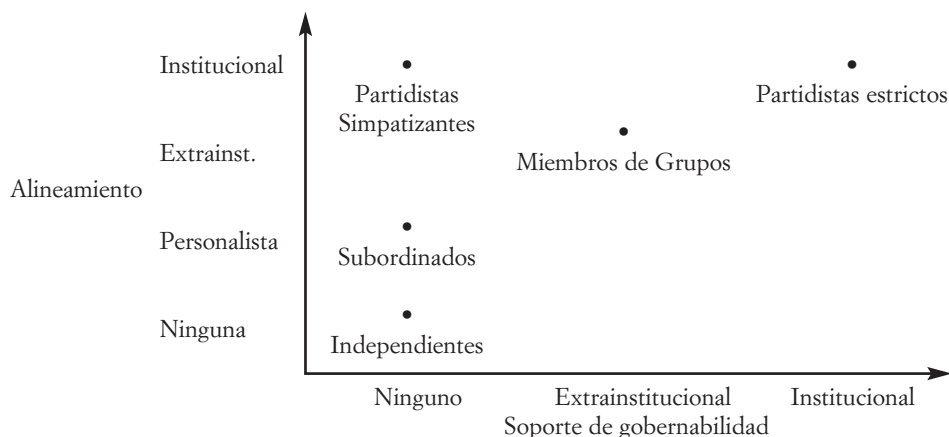 Institucional
Partidistas
Simpatizantes
Partidistas estrictos
Extrainst.
Miembros de Grupos
Alineamiento
Personalista
Subordinados
Ninguna
Independientes
Ninguno
Extrainstitucional
Institucional
Soporte de gobernabilidad